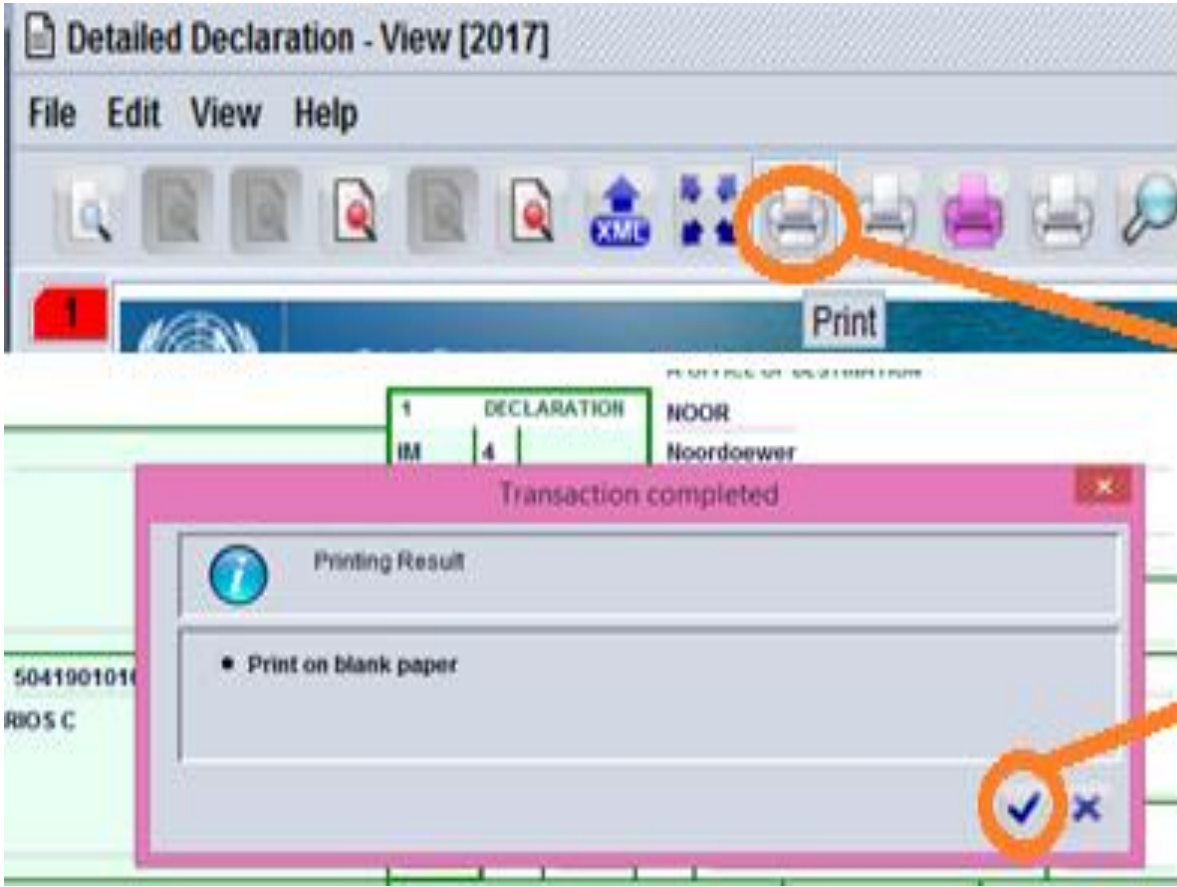 Detailed Declaration - View [2017]
File Edit View Help
XML
1
Print
1 DECLARATION
NOOR
IM 4
Noordoewer
Transaction completed
Printing Result
• Print on blank paper
RIOS C